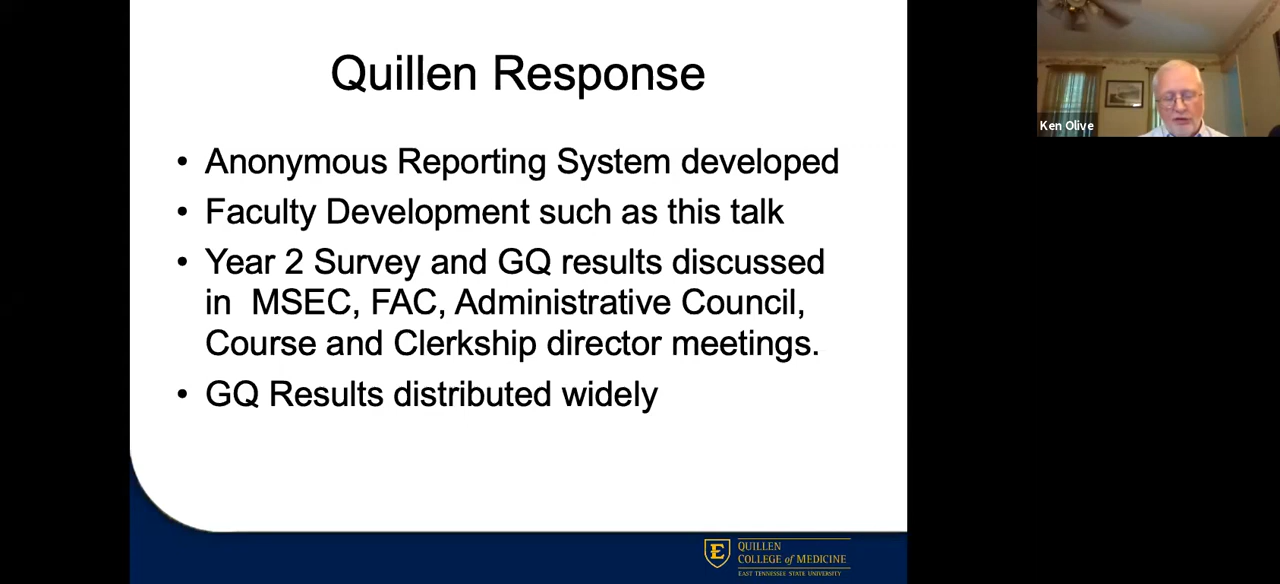 Quillen Response
• Anonymous Reporting System developed
• Faculty Development such as this talk
• Year 2 Survey and GQ results discussed
in MSEC, FAC, Administrative Council,
Course and Clerkship director meetings.
• GQ Results distributed widely
Ken Olive
E
QUILLEN
COLLEGE of MEDICINE
EAST TENNESSEE STATE UNIVERSITY